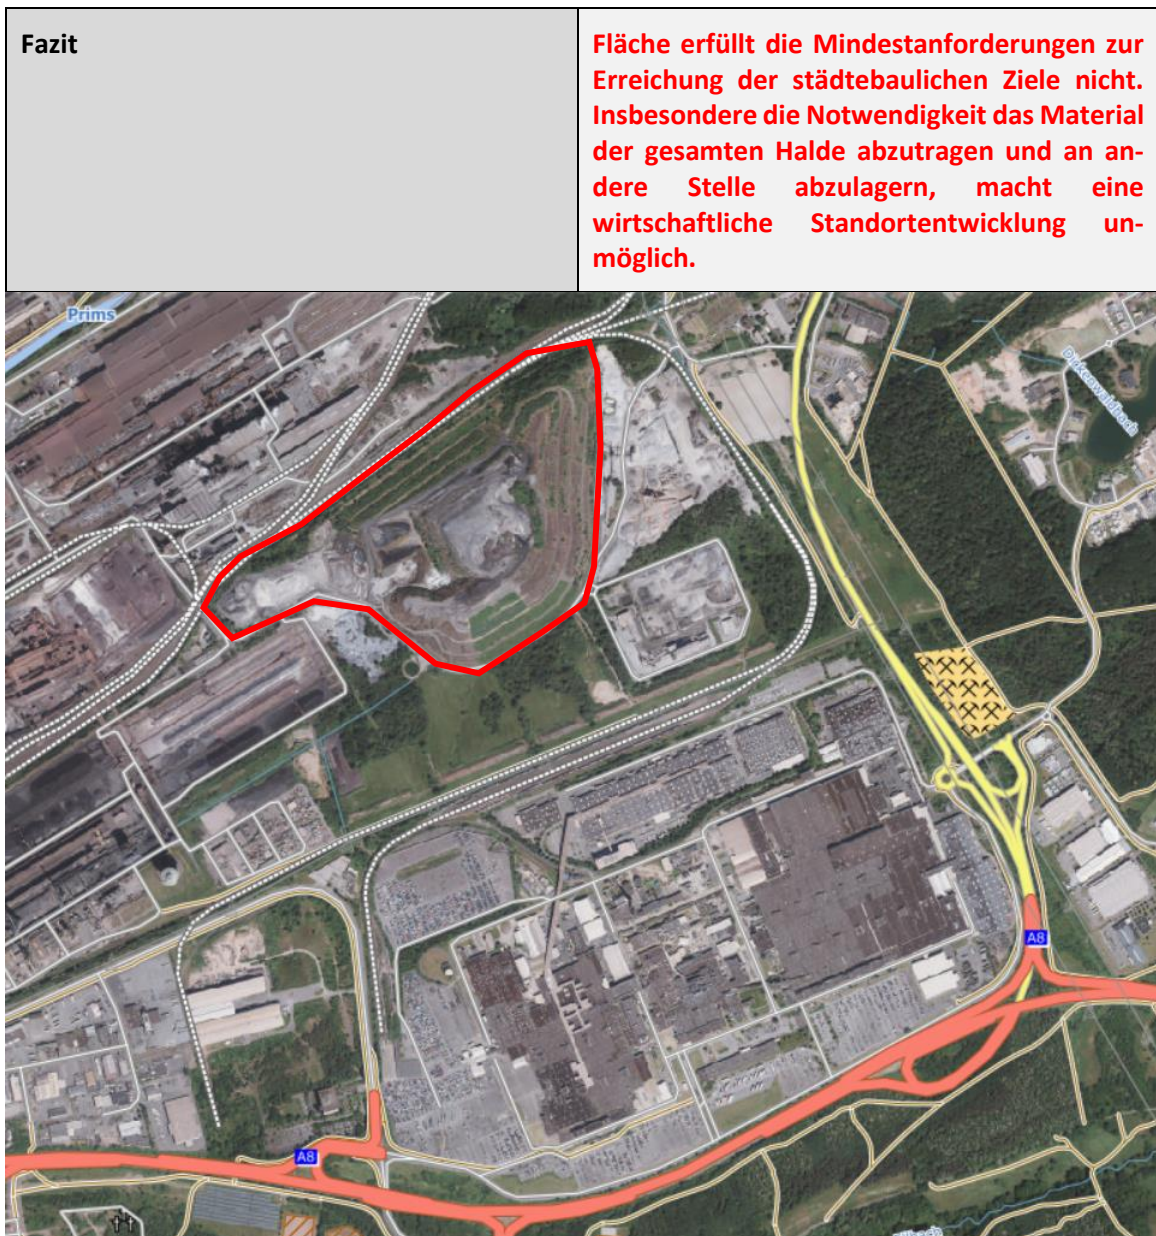 Fazit
Fläche erfüllt die Mindestanforderungen zur
Erreichung der städtebaulichen Ziele nicht.
Insbesondere die Notwendigkeit das Material
der gesamten Halde abzutragen und an an-
dere Stelle abzulagern, macht eine
wirtschaftliche Standortentwicklung un-
möglich.
Prims
Dickenwaldbach
A8
A8